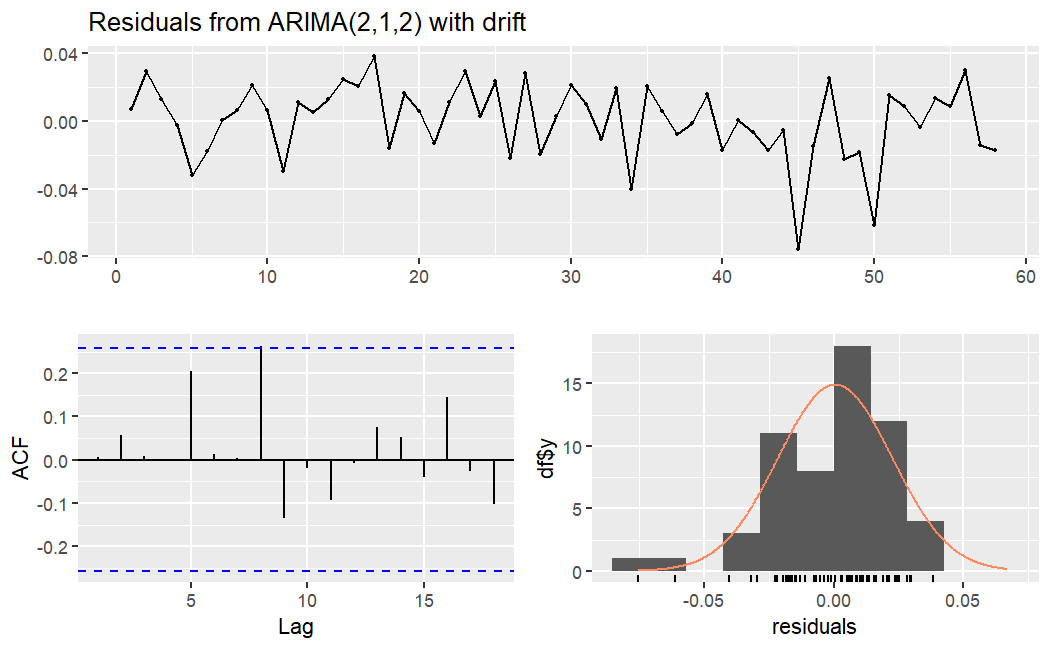 Residuals from ARIMA(2,1,2) with drift
0.04
0.00
-0.04
-0.08
0 10 20 30 40 50 60
ACF
0.2
0.1
0.0
-0.1
-0.2
5 10 15
Lag
df$y
15
10
5
0
-0.05 0.00 0.05
residuals